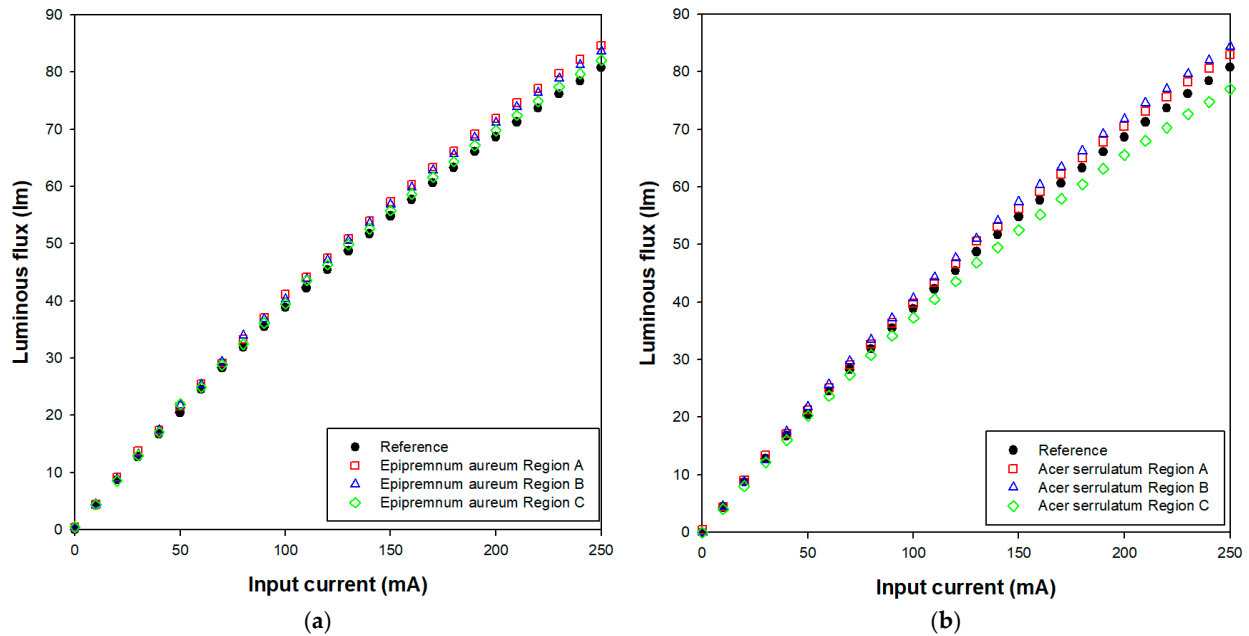 90
80
70
60
50
40
30
20
10
0
Luminous flux (lm)
Reference
Epipremnum aureum Region A
Epipremnum aureum Region B
Epipremnum aureum Region C
0 50 100 150 200 250
Input current (mA)
(a)
90
80
70
60
50
40
30
20
10
0
Luminous flux (lm)
Reference
Acer serrulatum Region A
Acer serrulatum Region B
Acer serrulatum Region C
0 50 100 150 200 250
Input current (mA)
(b)